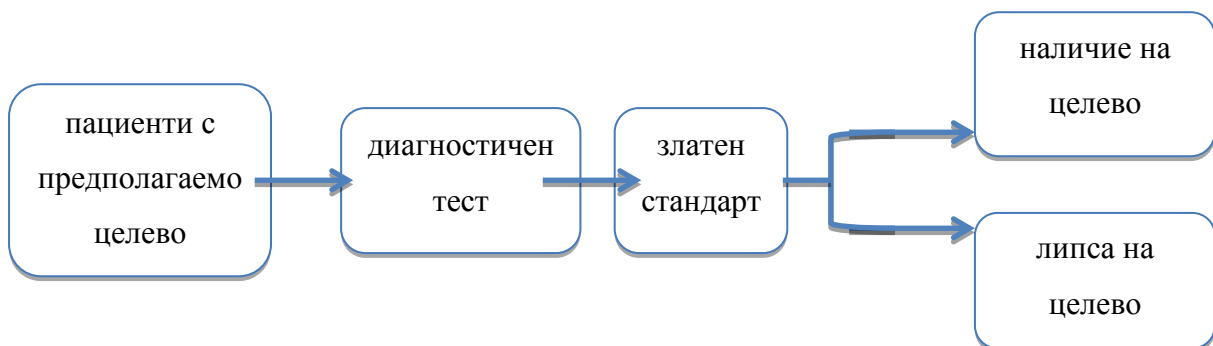 пациенти с
предполагаемо
целево
диагностичен
тест
златен
стандарт
наличие на
целево
липса на
целево